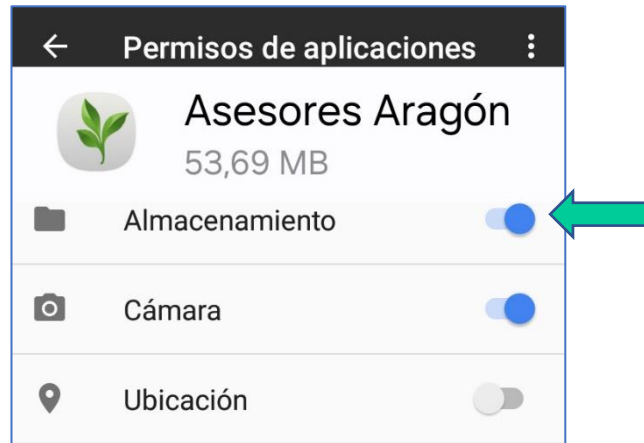 Permisos de aplicaciones
Asesores Aragón
53,69 MB
Almacenamiento
Cámara
Ubicación